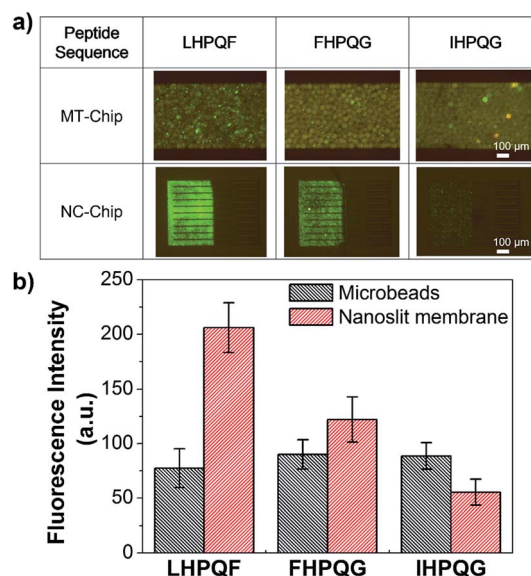 a)
Peptide Sequence
LHPQF
FHPQG
IHPQG
MT-Chip
100 µm
NC-Chip
100 µm
b)
Fluorescence Intensity (a.u.)
250
200
150
100
50
0
Microbeads
Nanoslit membrane
LHPQF
FHPQG
IHPQG